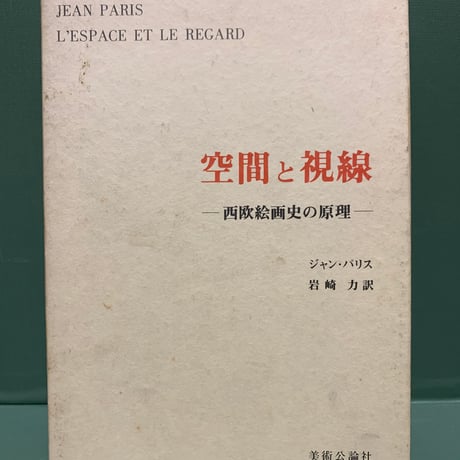 JEAN PARIS
L'ESPACE ET LE REGARD
空間と視線
―西欧絵画史の原理―
ジャン・パリス
岩崎 力訳
美術公論社